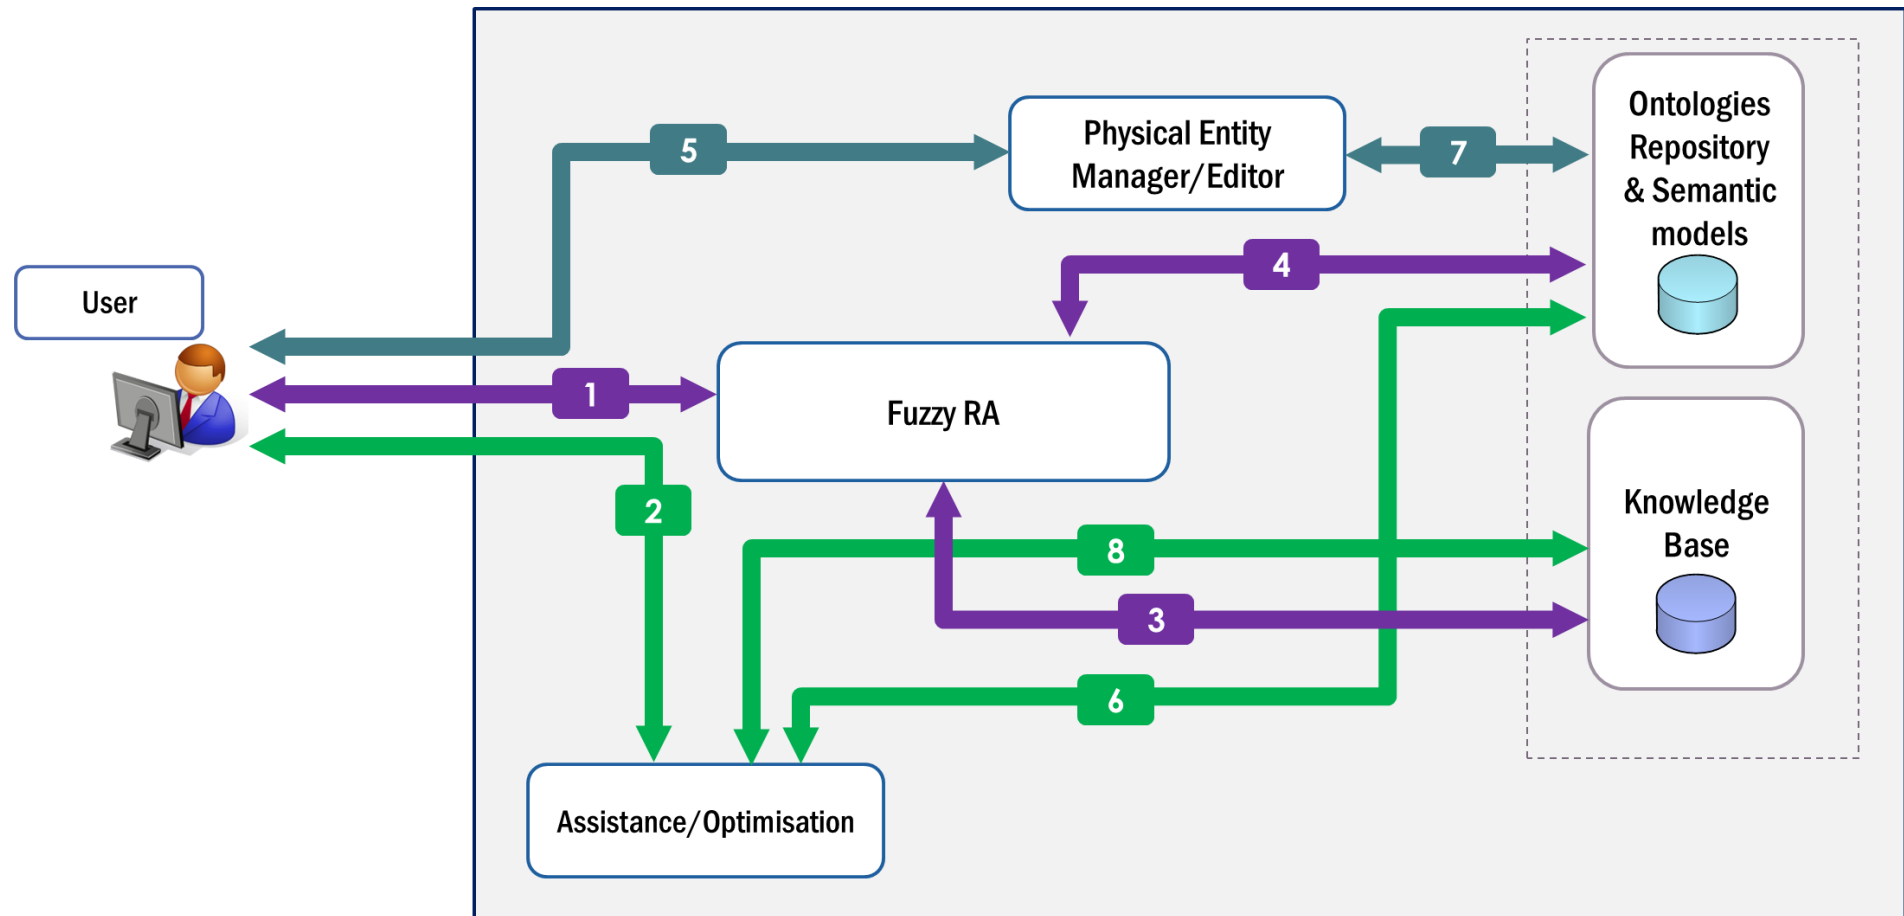 Ontologies
Repository
& Semantic
models
Physical Entity
Manager/Editor
5
7
4
User
1
Fuzzy RA
2
Knowledge
Base
8
3
6
Assistance/Optimisation